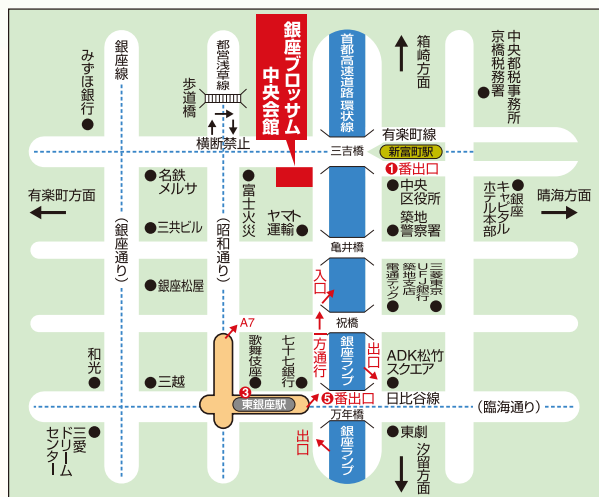 銀座線
みずほ銀行
都営浅草線
歩道橋
横断禁止
銀座ブロッサム
中央会館
首都高速道路 環状線
箱崎方面
中央都税事務所
京橋税務署
有楽町線
三吉橋
新富町駅
❶番出口
有楽町方面
名鉄
メルサ
富士火災
ヤマト
運輸
中央
区役所
築地
警察署
銀座
キャピタル
ホテル本部
晴海方面
三共ビル
(銀座通り)
(昭和通り)
亀井橋
銀座松屋
入口
三菱東京
UFJ銀行
築地支店
電通テック
A7
祝橋
一方通行
和光
三越
歌舞伎座
七十七銀行
銀座ランプ
出口
ADK松竹
スクエア
❸
東銀座駅
❺番出口
日比谷線
(臨海通り)
万年橋
三愛
ドリーム
センター
出口
銀座ランプ
東劇
汐留方面